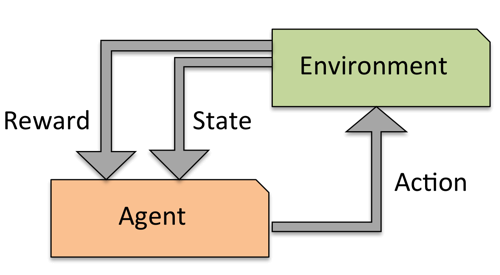 Environment
Reward
State
Action
Agent